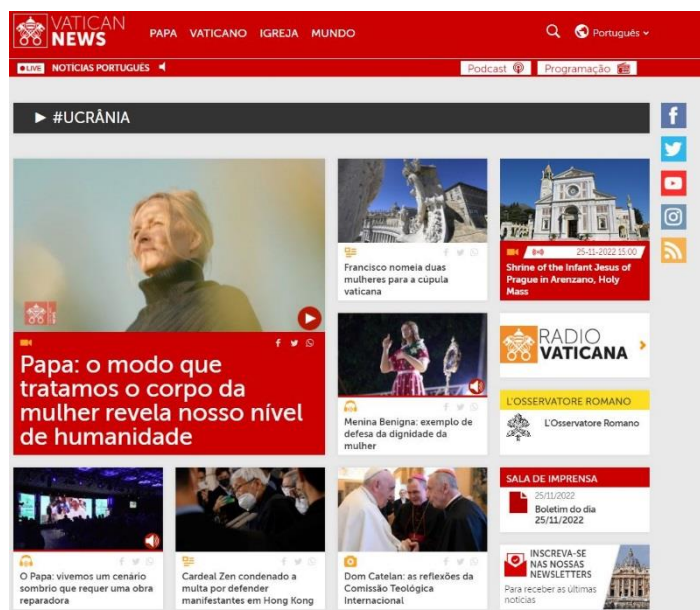 VATICAN
NEWS
PAPA VATICANO IGREJA MUNDO
Português
LIVE NOTÍCIAS PORTUGUÊS
Podcast
Programação
#UCRÂNIA
Papa: o modo que
tratamos o corpo da
mulher revela nosso nível
de humanidade
Francisco nomeia duas
mulheres para a cúpula
vaticana
25-11-2022 15:00
Shrine of the Infant Jesus of
Prague in Arenzano, Holy
Mass
Menina Benigna: exemplo de
defesa da dignidade da
mulher
RADIO
VATICANA
L'OSSERVATORE ROMANO
L'Osservatore Romano
O Papa: vivemos um cenário
sombrio que requer uma obra
reparadora
Cardeal Zen condenado a
multa por defender
manifestantes em Hong Kong
Dom Catelan: as reflexões da
Comissão Teológica
Internacional
SALA DE IMPRENSA
25/11/2022
Boletim do dia
25/11/2022
INSCREVA-SE
NAS NOSSAS
NEWSLETTERS
Para receber as últimas
notícias